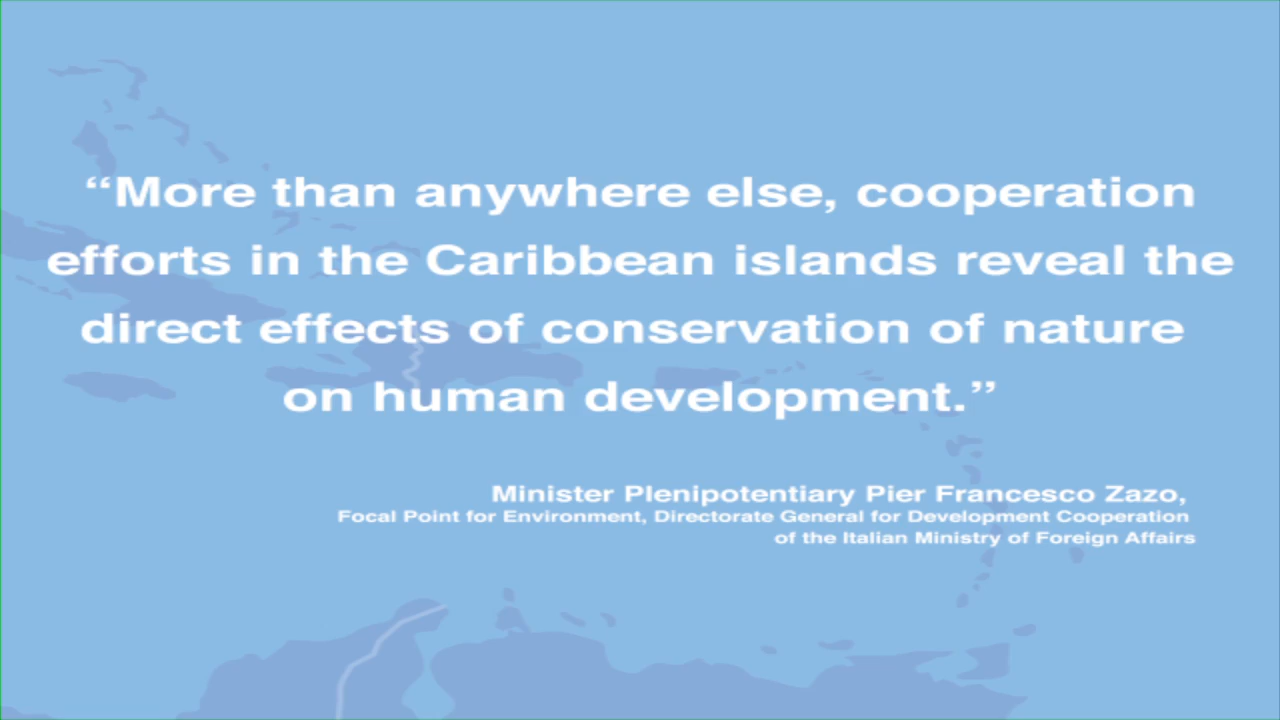 “More than anywhere else, cooperation
efforts in the Caribbean islands reveal the
direct effects of conservation of nature
on human development.”
Minister Plenipotentiary Pier Francesco Zazo,
Focal Point for Environment, Directorate General for Development Cooperation
of the Italian Ministry of Foreign Affairs